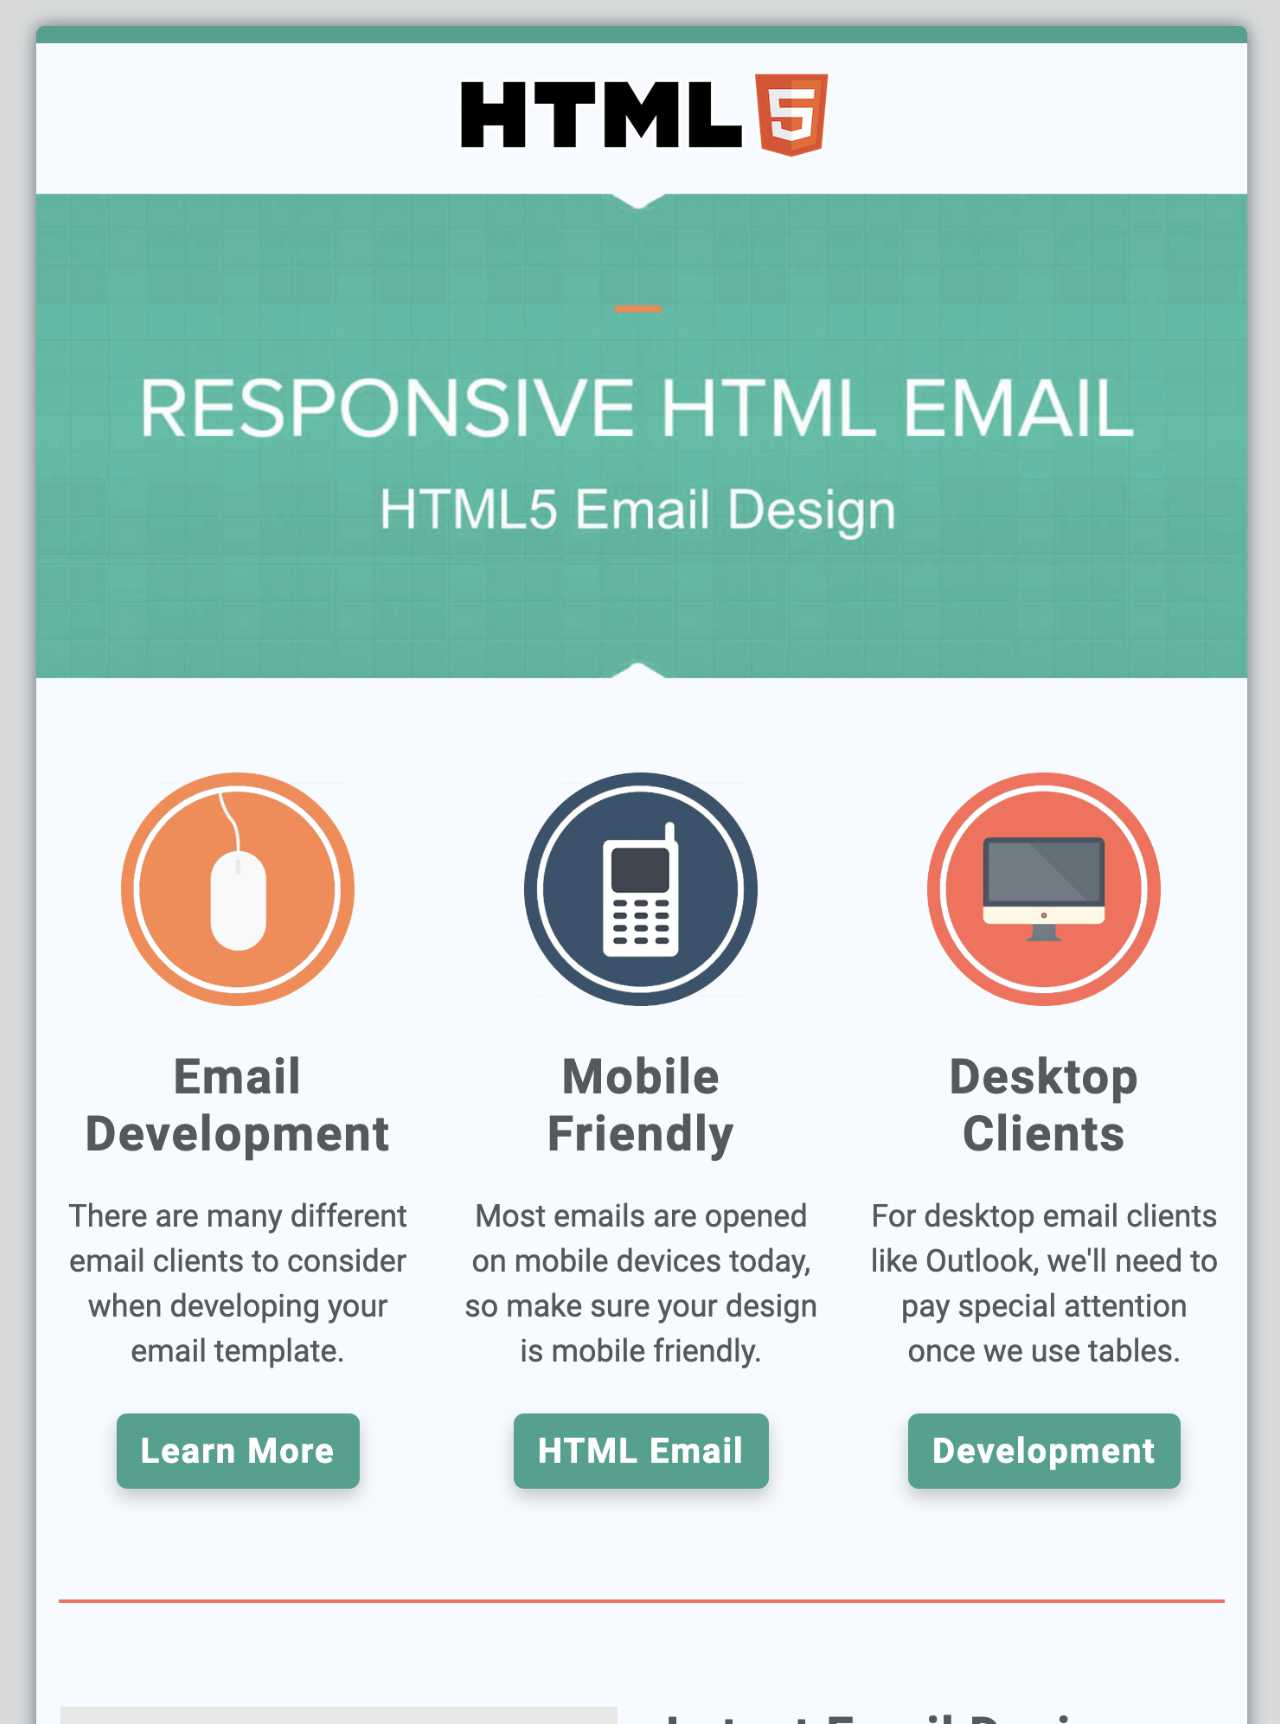 HTML5
RESPONSIVE HTML EMAIL
HTML5 Email Design
Email
Development
There are many different
email clients to consider
when developing your
email template.
Learn More
Mobile
Friendly
Most emails are opened
on mobile devices today,
so make sure your design
is mobile friendly.
HTML Email
Desktop
Clients
For desktop email clients
like Outlook, we'll need to
pay special attention
once we use tables.
Development